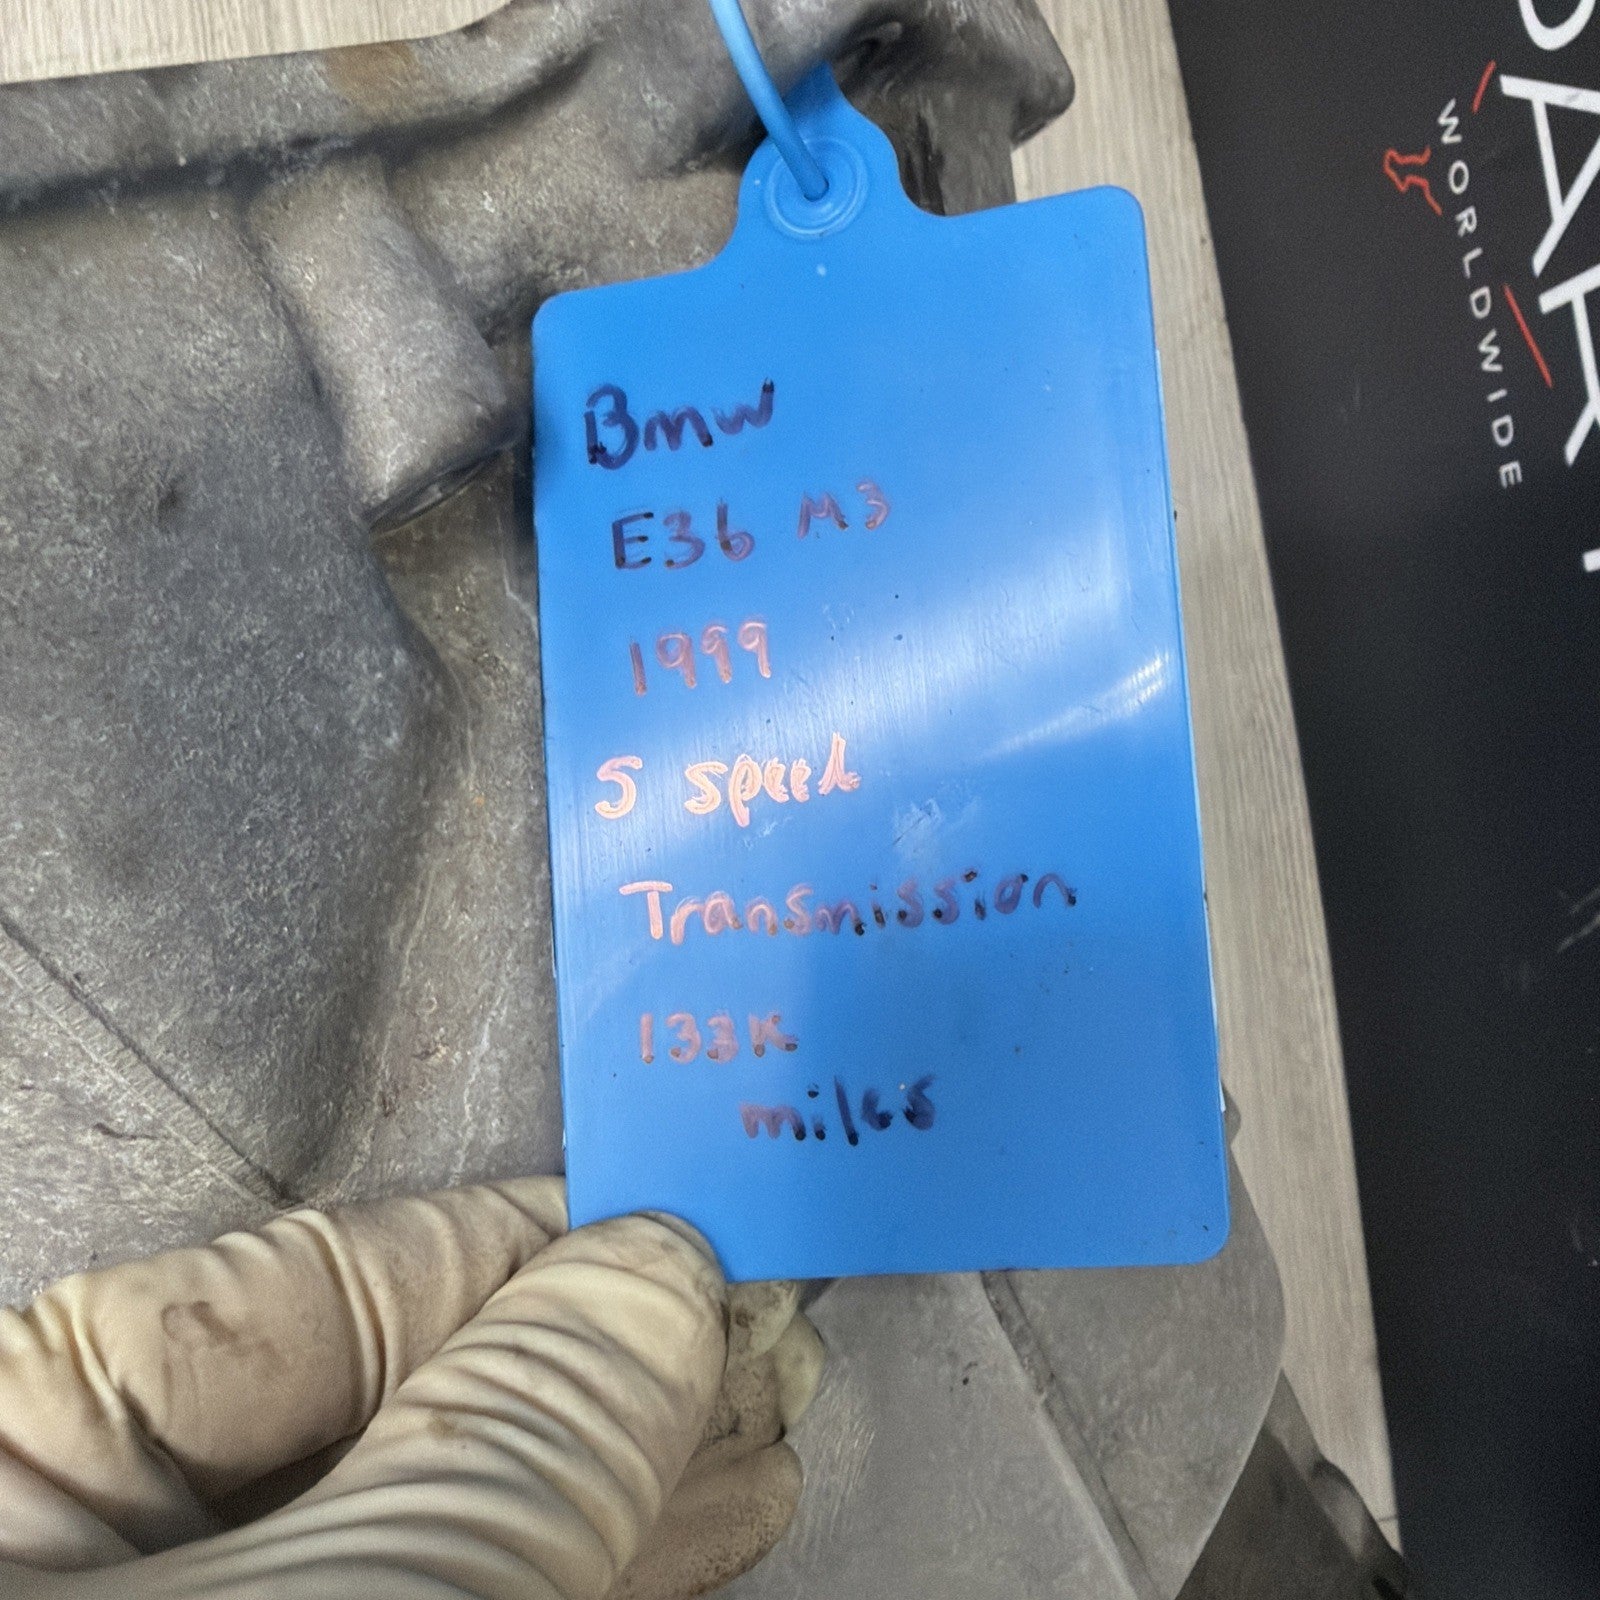 Bmw
E36 M3
1999
5 speed
Transmission
133K
miles
WORLDWIDE